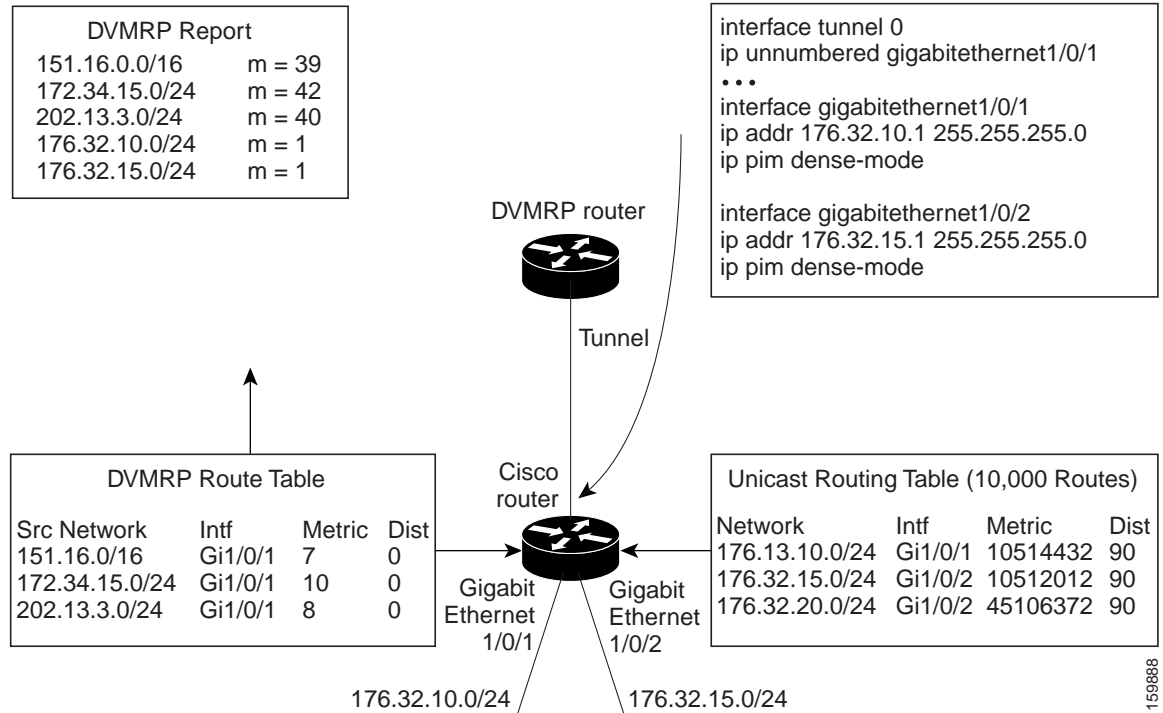 DVMRP Report
151.16.0.0/16 m = 39
172.34.15.0/24 m = 42
202.13.3.0/24 m = 40
176.32.10.0/24 m = 1
176.32.15.0/24 m = 1
interface tunnel 0
ip unnumbered gigabitethernet1/0/1
• • •
interface gigabitethernet1/0/1
ip addr 176.32.10.1 255.255.255.0
ip pim dense-mode
interface gigabitethernet1/0/2
ip addr 176.32.15.1 255.255.255.0
ip pim dense-mode
DVMRP router
Tunnel
Cisco
router
DVMRP Route Table
Src Network Intf Metric Dist
151.16.0/16 Gi1/0/1 7 0
172.34.15.0/24 Gi1/0/1 10 0
202.13.3.0/24 Gi1/0/1 8 0
Unicast Routing Table (10,000 Routes)
Network Intf Metric Dist
176.13.10.0/24 Gi1/0/1 10514432 90
176.32.15.0/24 Gi1/0/2 10512012 90
176.32.20.0/24 Gi1/0/2 45106372 90
Gigabit
Ethernet
1/0/1
Gigabit
Ethernet
1/0/2
176.32.10.0/24
176.32.15.0/24
159888